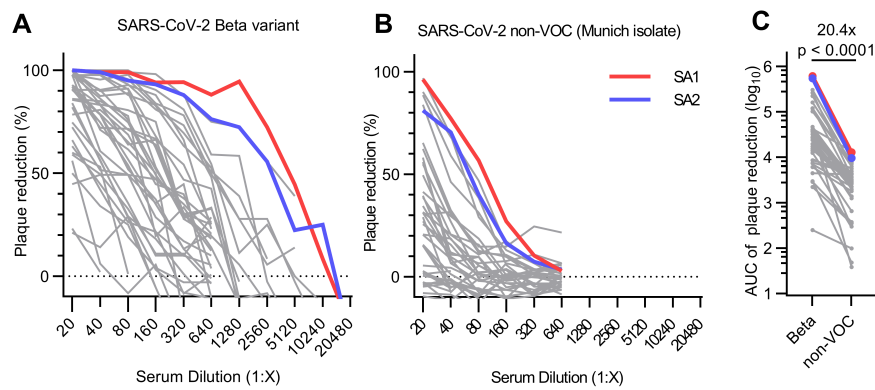 A
SARS-CoV-2 Beta variant
Plaque reduction (%)
100
50
0
20
40
80
160
320
640
1280
2560
5120
10240
20480
Serum Dilution (1:X)
B
SARS-CoV-2 non-VOC (Munich isolate)
SA1
SA2
Plaque reduction (%)
100
50
0
20
40
80
160
320
640
1280
2560
5120
10240
20480
Serum Dilution (1:X)
C
20.4x
p < 0.0001
AUC of plaque reduction (log10)
6
5
4
3
2
1
Beta
non-VOC